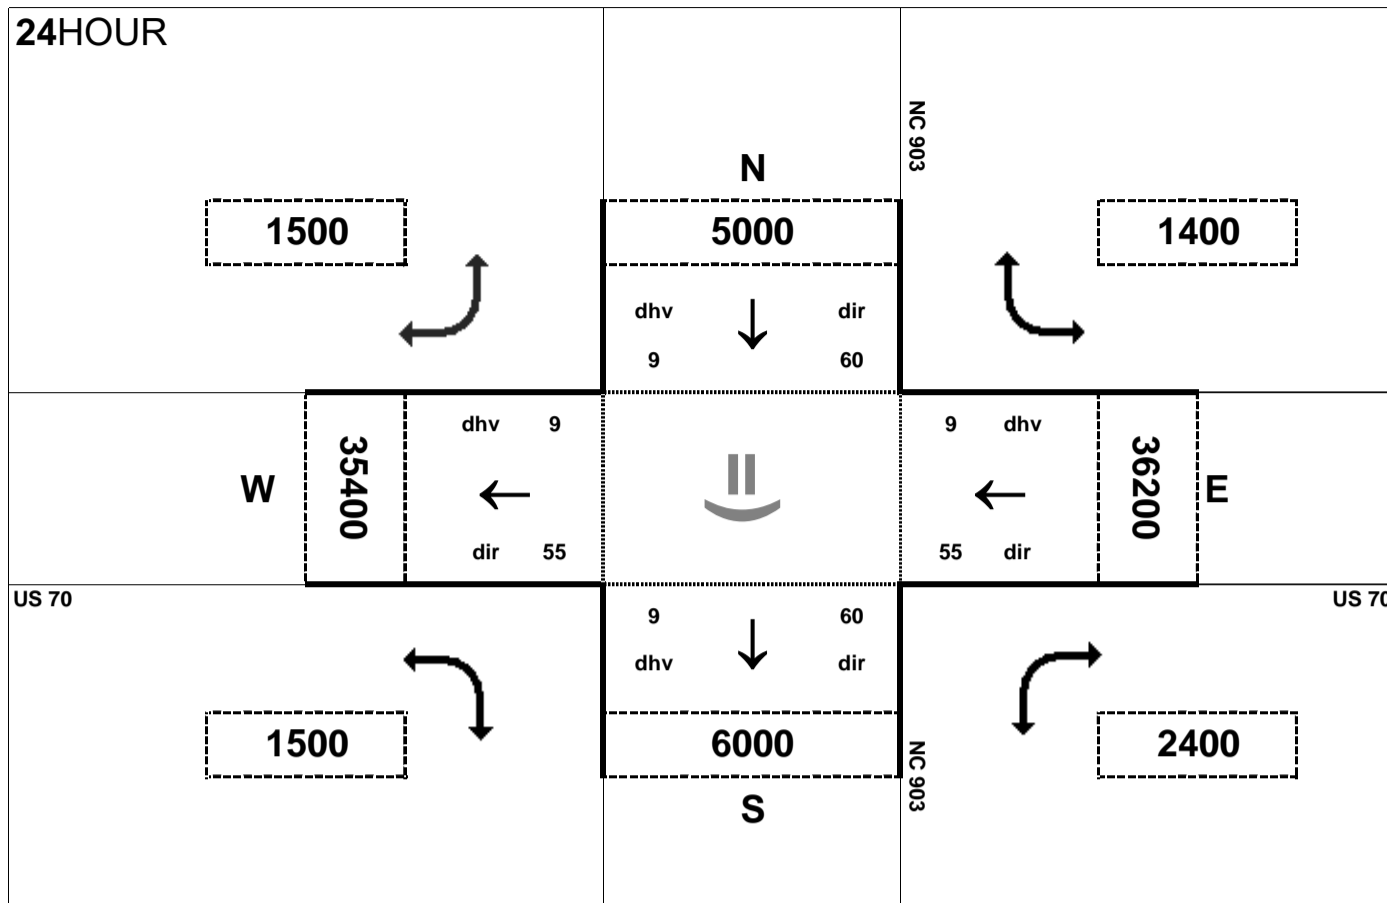 24HOUR
NC 903
N
1500
5000
1400
dhv
dir
9
60
dhv 9
9 dhv
W
35400
36200
E
dir 55
55 dir
US 70
US 70
9
60
dhv
dir
1500
6000
2400
NC 903
S